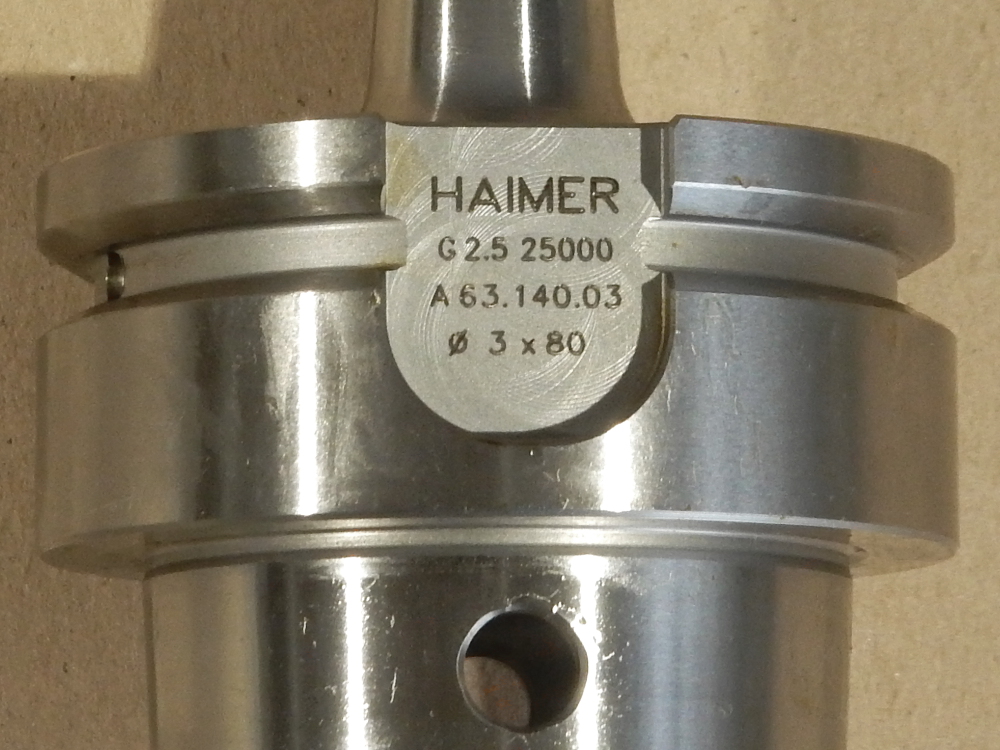 HAIMER
G 2.5 25000
A 63.140.03
Ø 3 x 80